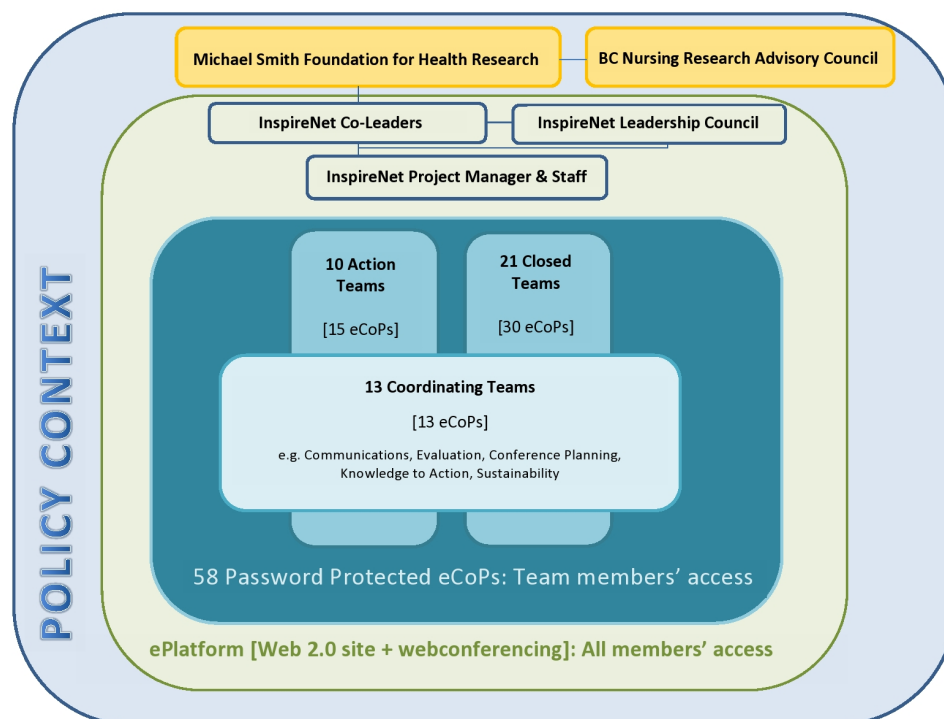 Michael Smith Foundation for Health Research
BC Nursing Research Advisory Council
InspireNet Co-Leaders
InspireNet Leadership Council
InspireNet Project Manager & Staff
10 Action
Teams
[15 eCoPs]
21 Closed
Teams
[30 eCoPs]
13 Coordinating Teams
[13 eCoPs]
e.g. Communications, Evaluation, Conference Planning,
Knowledge to Action, Sustainability
58 Password Protected eCoPs: Team members’ access
ePlatform [Web 2.0 site + webconferencing]: All members’ access
POLICY CONTEXT